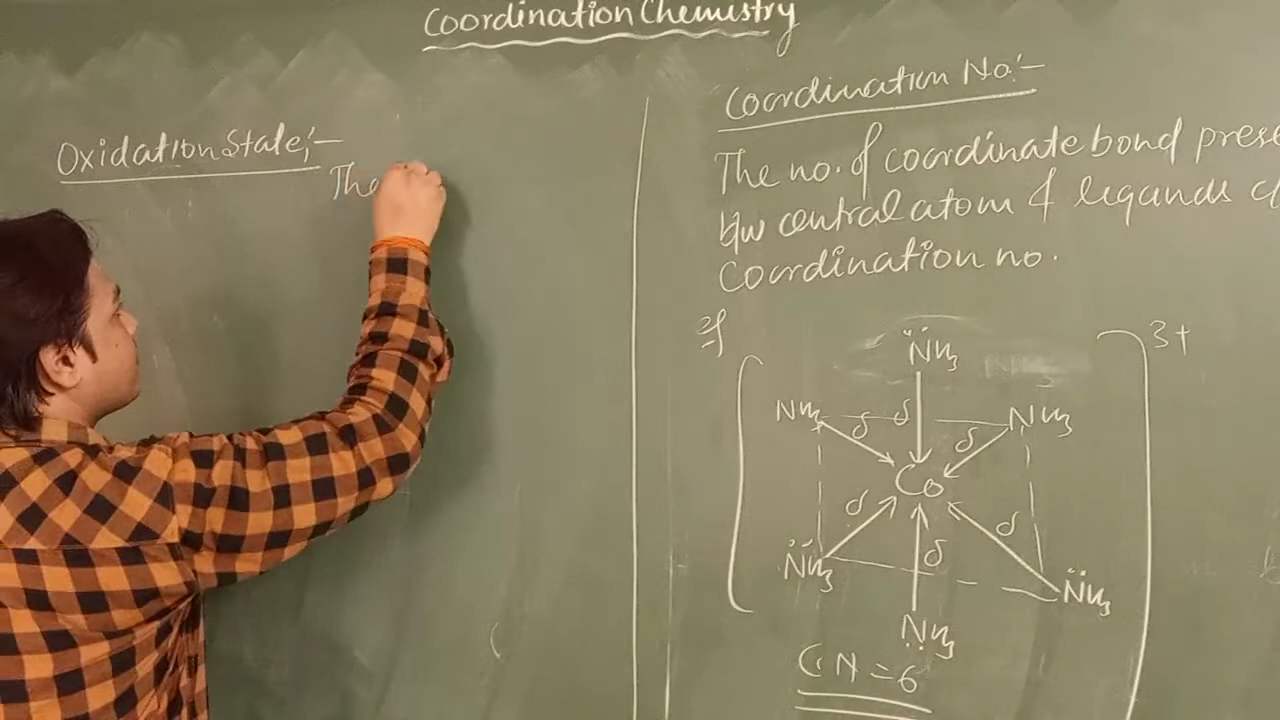 Coordination Chemistry
Oxidation State;-
The
Coordination No:-
The no. of coordinate bond prese
b/w central atom & ligands
Coordination no.
3+
NH3
NH3 NH3
δ δ δ
Co
δ δ
δ
NH3 NH3
NH3
CN = 6